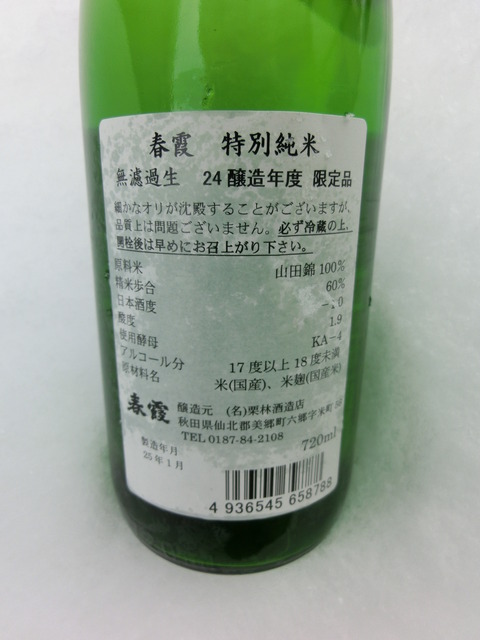 春霞 特別純米
無濾過生 24醸造年度 限定品
細かなオリが沈殿することがございますが、
品質上は問題ございません。必ず冷蔵の上、
開栓後は早めにお召上がり下さい。
原料米 山田錦100%
精米歩合 60%
日本酒度
酸度 1.9
使用酵母 KA-4
アルコール分 17度以上18度未満
原材料名 米(国産)、米麹(国産米)
春霞 醸造元 (名)栗林酒造店
秋田県仙北郡美郷町六郷字米町
TEL 0187-84-2108
720ml
製造年月
25年1月
4 936545 658788